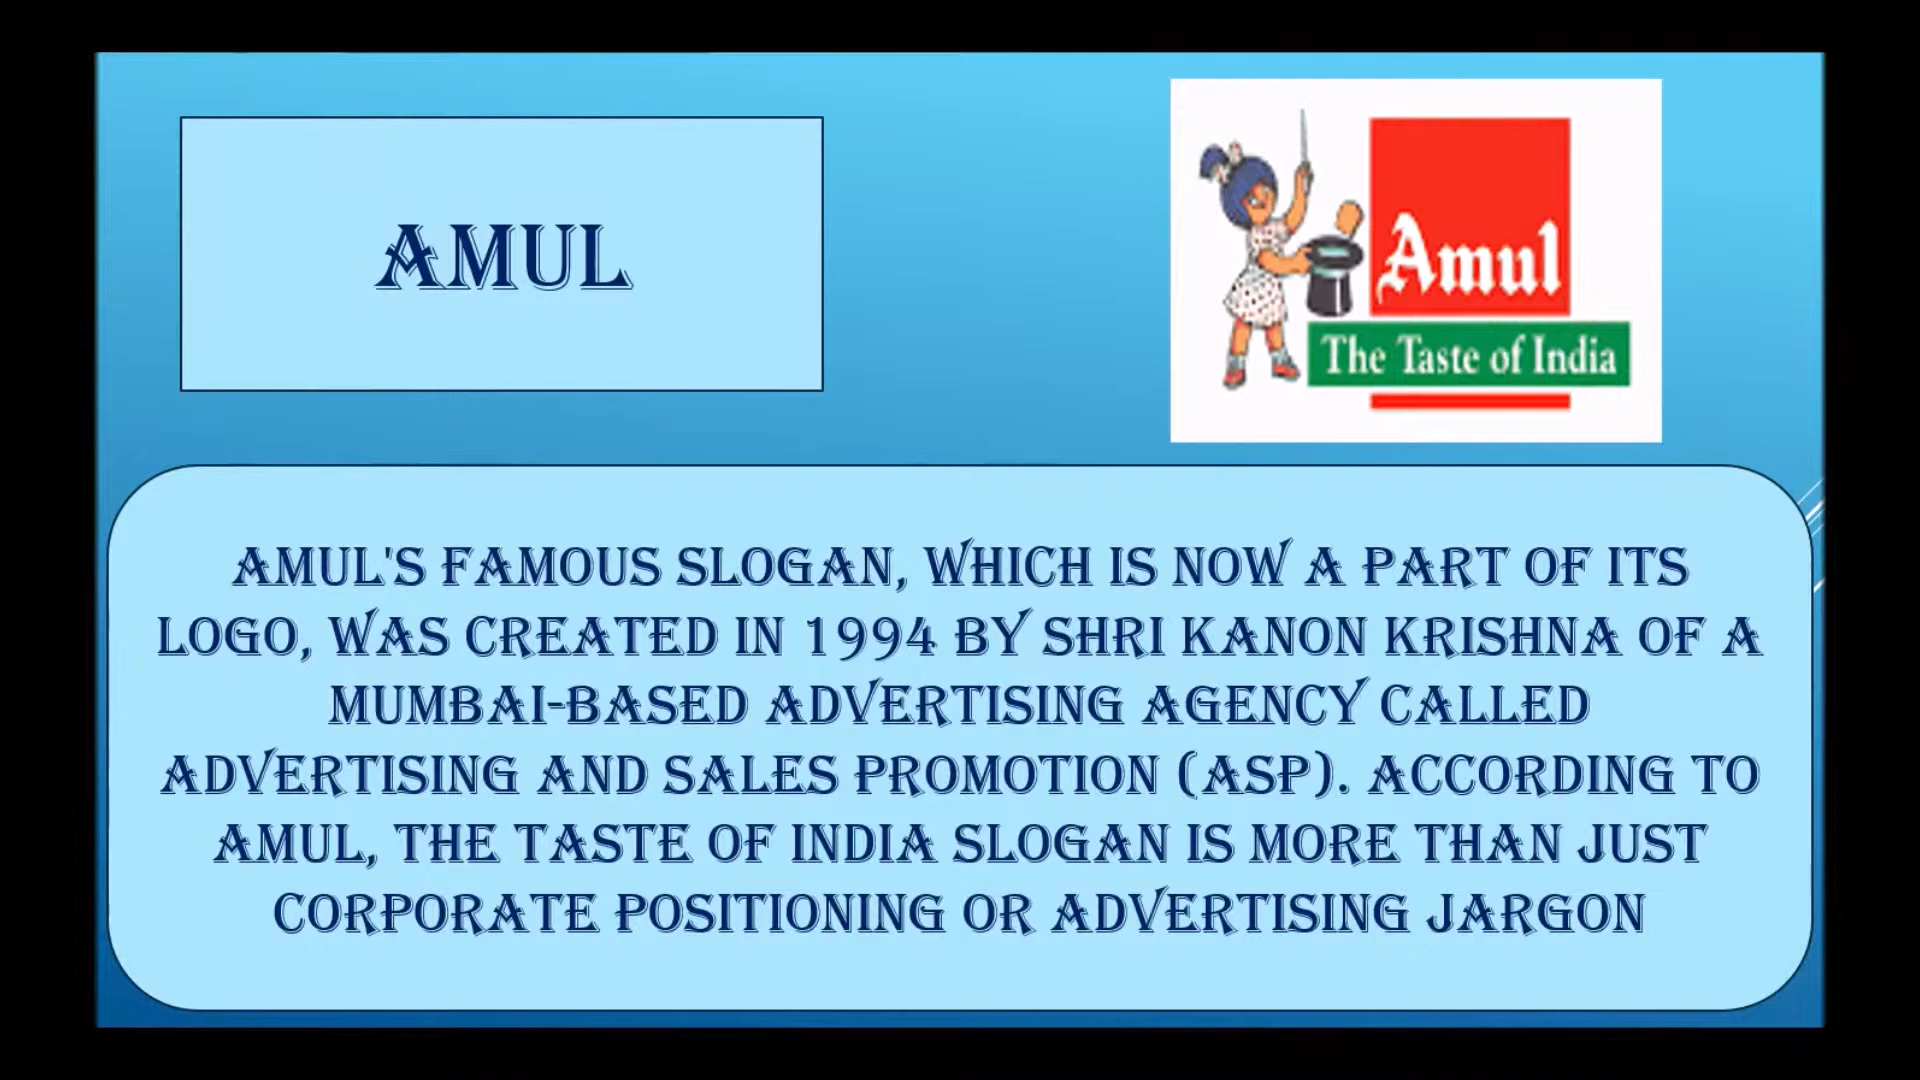 AMUL
Amul
The Taste of India
AMUL'S FAMOUS SLOGAN, WHICH IS NOW A PART OF ITS
LOGO, WAS CREATED IN 1994 BY SHRI KANON KRISHNA OF A
MUMBAI-BASED ADVERTISING AGENCY CALLED
ADVERTISING AND SALES PROMOTION (ASP). ACCORDING TO
AMUL, THE TASTE OF INDIA SLOGAN IS MORE THAN JUST
CORPORATE POSITIONING OR ADVERTISING JARGON